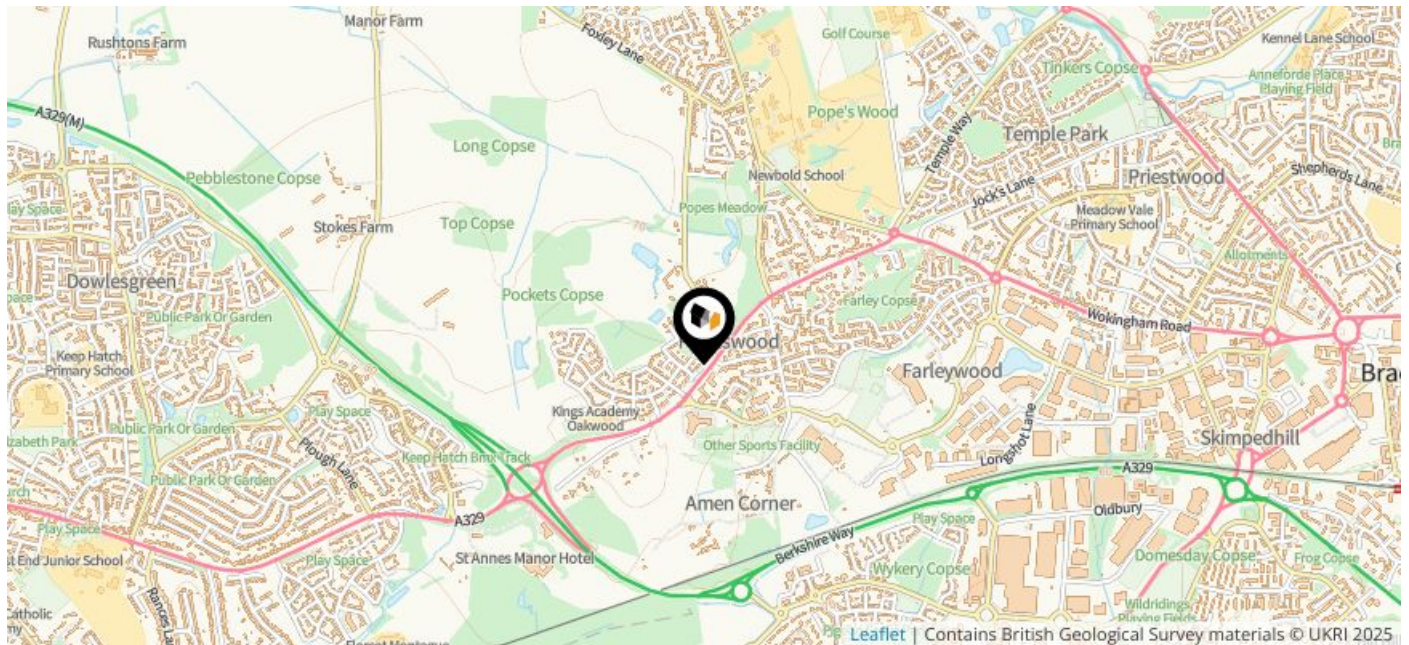 Manor Farm
Rushtons Farm
Foxley Lane
Golf Course
Kennel Lane School
Tinkers Copse
Anneforde Place
Playing Field
A329(M)
Pope's Wood
Temple Way
Temple Park
Long Copse
Newbold School
Priestwood
Shepherds Lane
Pebblestone Copse
Jock's Lane
Play Space
Popes Meadow
Meadow Vale
Primary School
Stokes Farm
Top Copse
Allotments
Dowlesgreen
Pockets Copse
Farley Copse
Public Park Or Garden
Wokingham Road
Keep Hatch
Primary School
Farleywood
Kings Academy
Oakwood
Play Space
Public Park Or Garden
Plough Lane
Other Sports Facility
Skimpedhill
Keep Hatch Bmx Track
Longshot Lane
Public Park Or Garden
A329
Amen Corner
A329
Oldbury
Play Space
Play Space
Berkshire Way
St Annes Manor Hotel
Domesday Copse
Frog Copse
Play Space
Wykery Copse
Wildridings
Playing Fields
Leaflet | Contains British Geological Survey materials © UKRI 2025